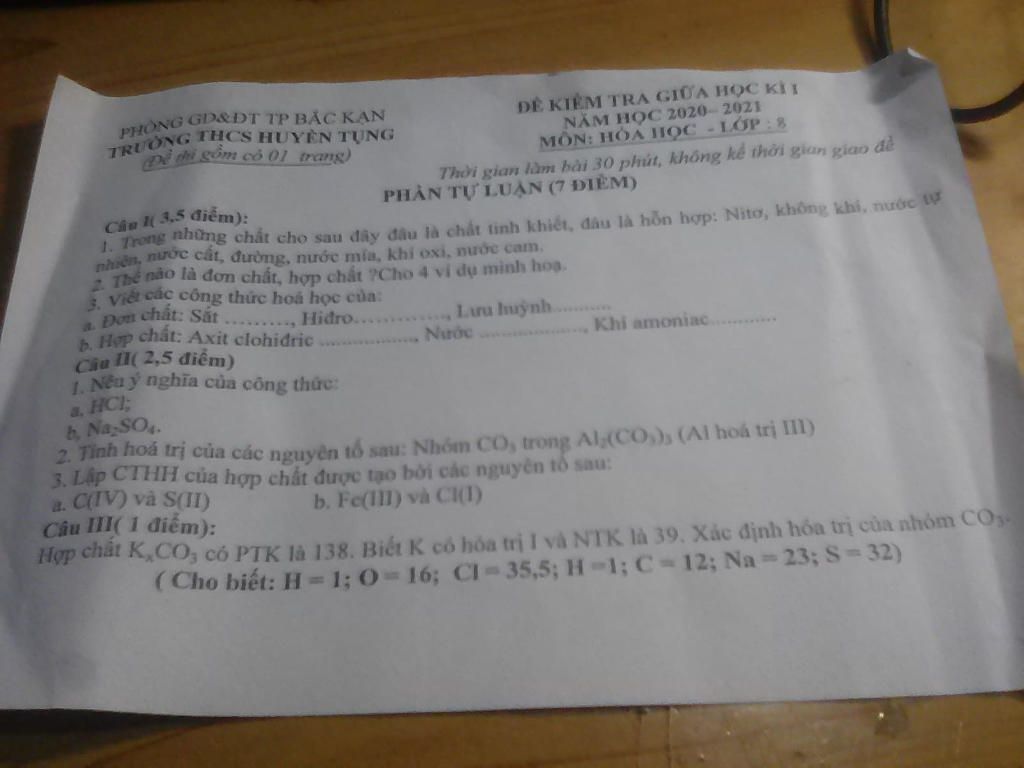 PHÒNG GD&ĐT TP BẮC KẠN
TRƯỜNG THCS HUYỀN TỤNG
(Đề thi gồm có 01 trang)
ĐỀ KIỂM TRA GIỮA HỌC KÌ I
NĂM HỌC 2020– 2021
MÔN: HÓA HỌC - LỚP : 8
Thời gian làm bài 30 phút, không kể thời gian giao đề
PHẦN TỰ LUẬN (7 ĐIỂM)
Câu I( 3,5 điểm):
1. Trong những chất cho sau đây đâu là chất tinh khiết, đâu là hỗn hợp: Nitơ, không khí, nước tự
nhiên, nước cất, đường, nước mía, khí oxi, nước cam.
2. Thế nào là đơn chất, hợp chất ?Cho 4 ví dụ minh hoạ.
3. Viết các công thức hoá học của:
a. Đơn chất: Sắt ………, Hiđro…………., Lưu huỳnh...........
b. Hợp chất: Axit clohiđric ................., Nước .................., Khí amoniac............
Câu II( 2,5 điểm)
1. Nêu ý nghĩa của công thức:
a, HCl;
b, Na₂SO₄.
2. Tính hoá trị của các nguyên tố sau: Nhóm CO₃ trong Al₂(CO₃)₃ (Al hoá trị III)
3. Lập CTHH của hợp chất được tạo bởi các nguyên tố sau:
a. C(IV) và S(II) b. Fe(III) và Cl(I)
Câu III( 1 điểm):
Hợp chất KₓCO₃ có PTK là 138. Biết K có hóa trị I và NTK là 39. Xác định hóa trị của nhóm CO₃.
( Cho biết: H = 1; O = 16; Cl = 35,5; H =1; C = 12; Na = 23; S = 32)